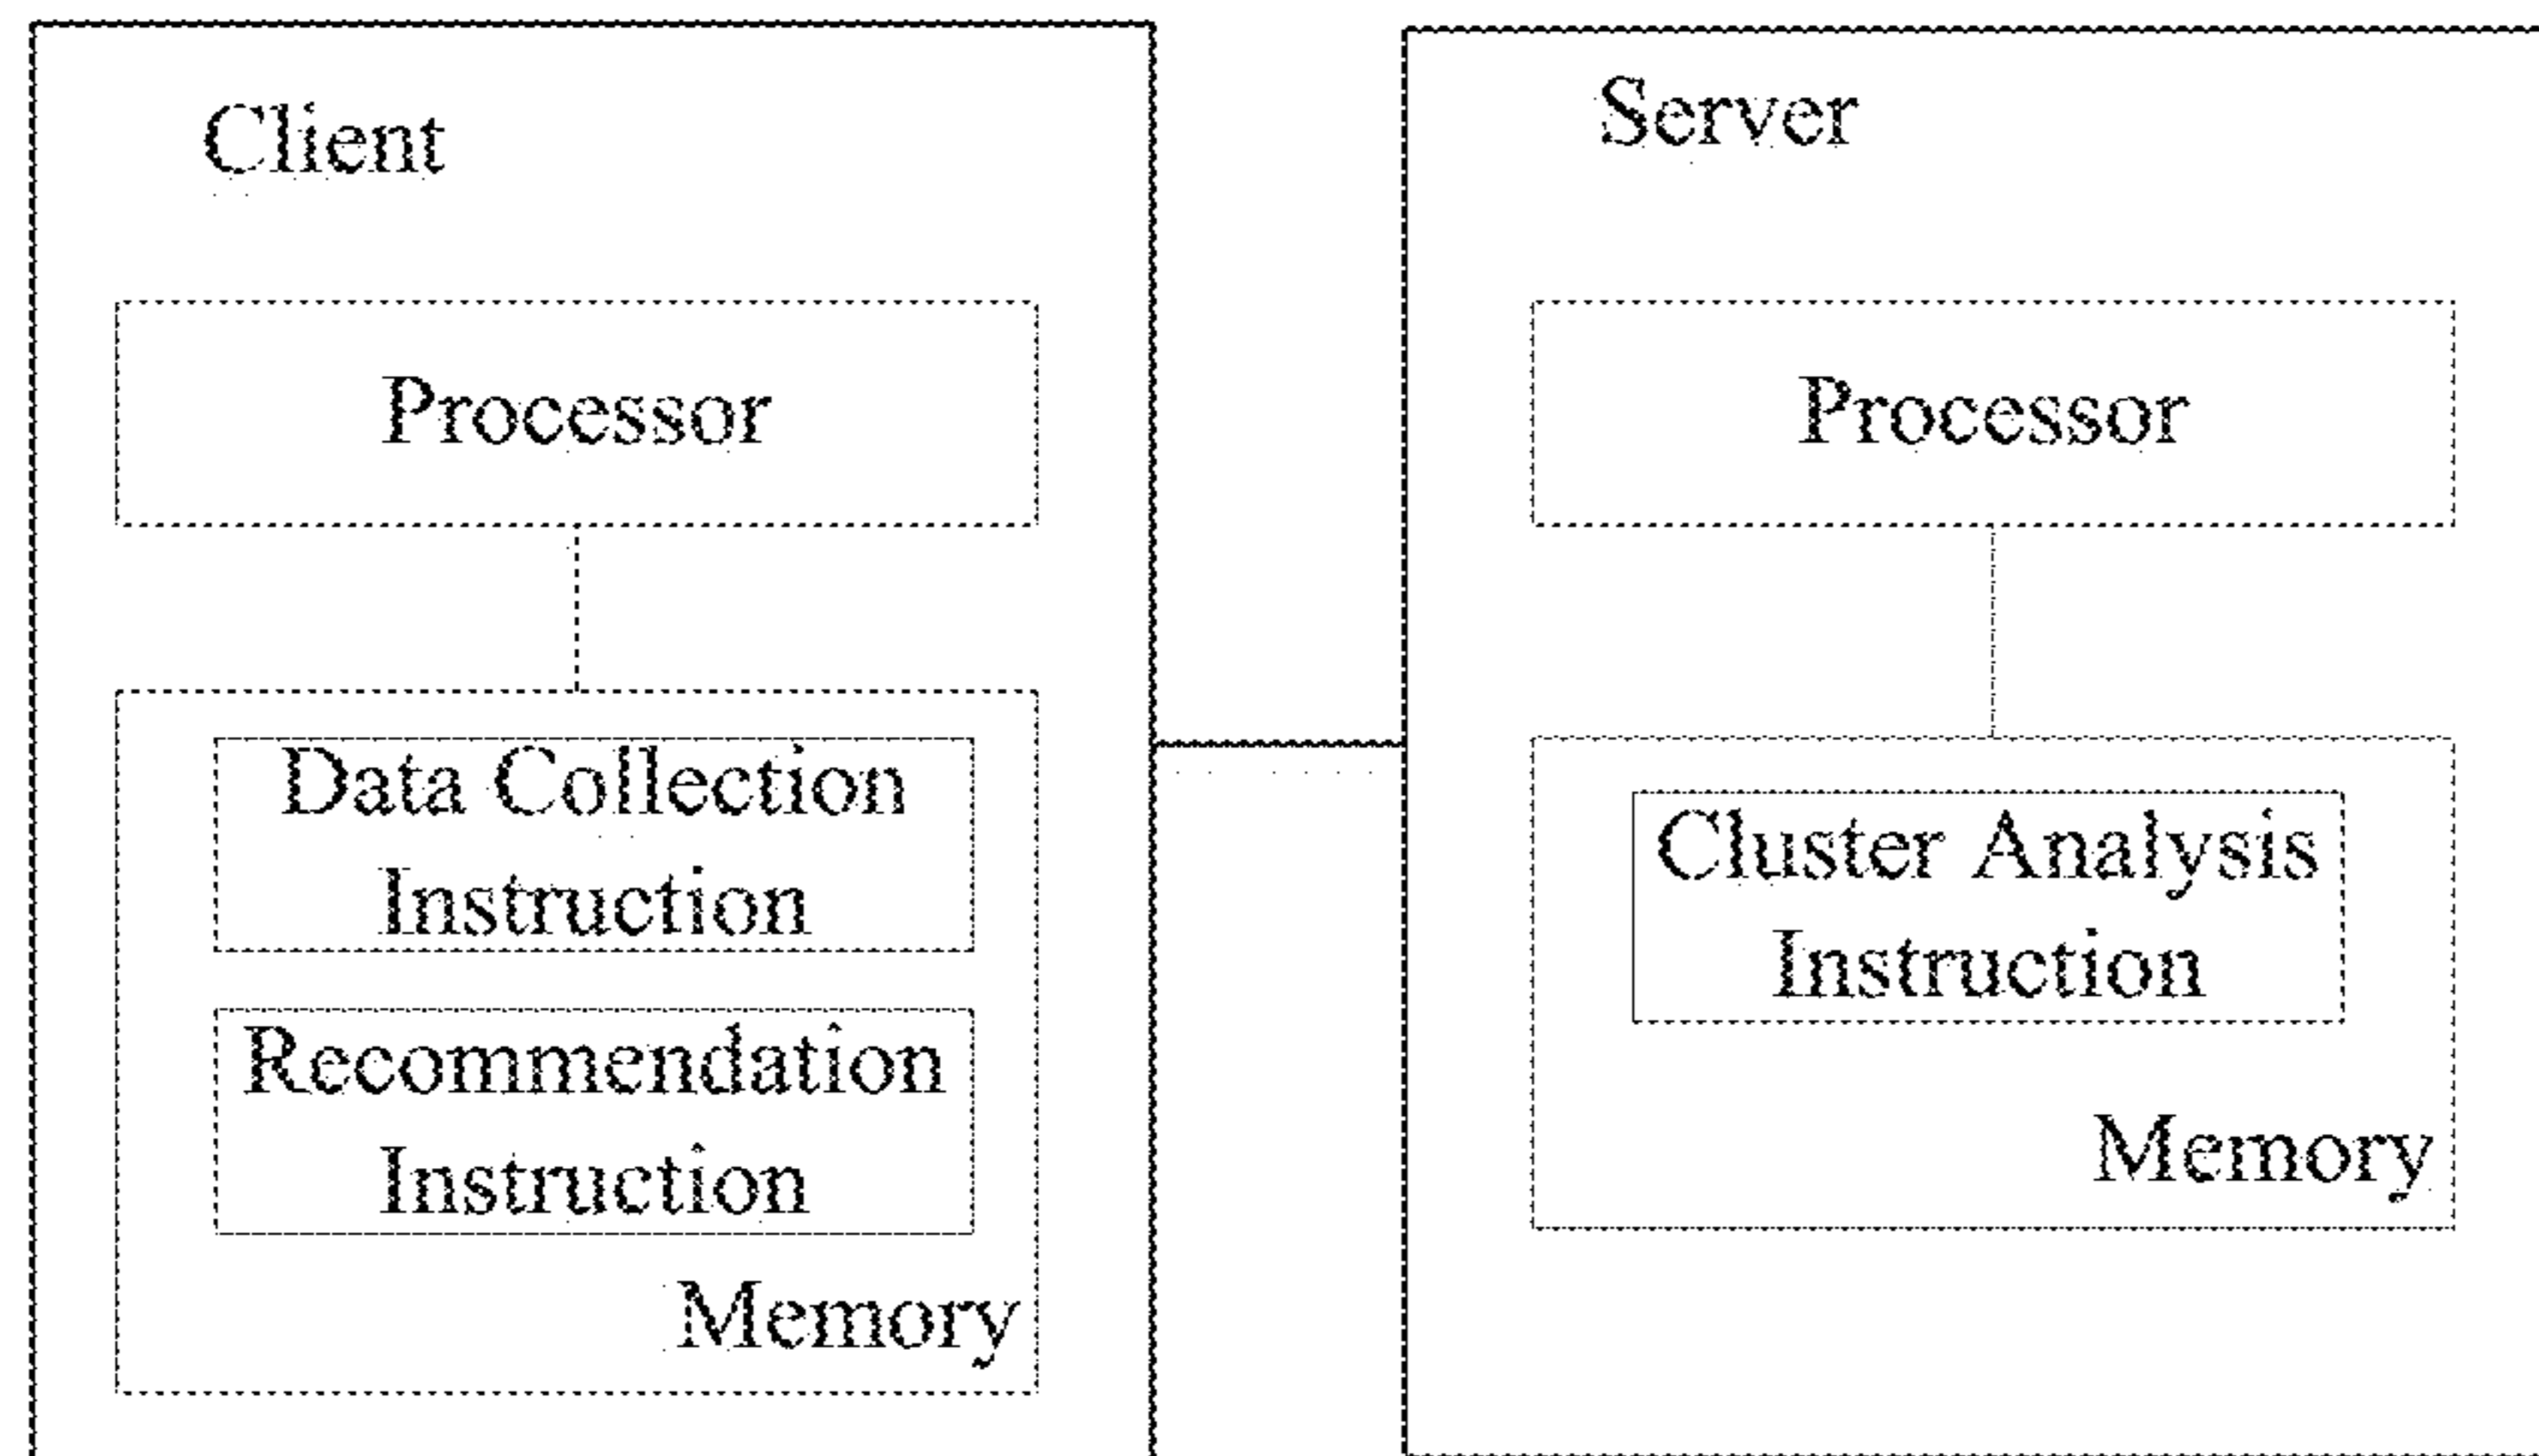 Client
Processor
Data Collection
Instruction
Recommendation
Instruction
Memory
Server
Processor
Cluster Analysis
Instruction
Memory